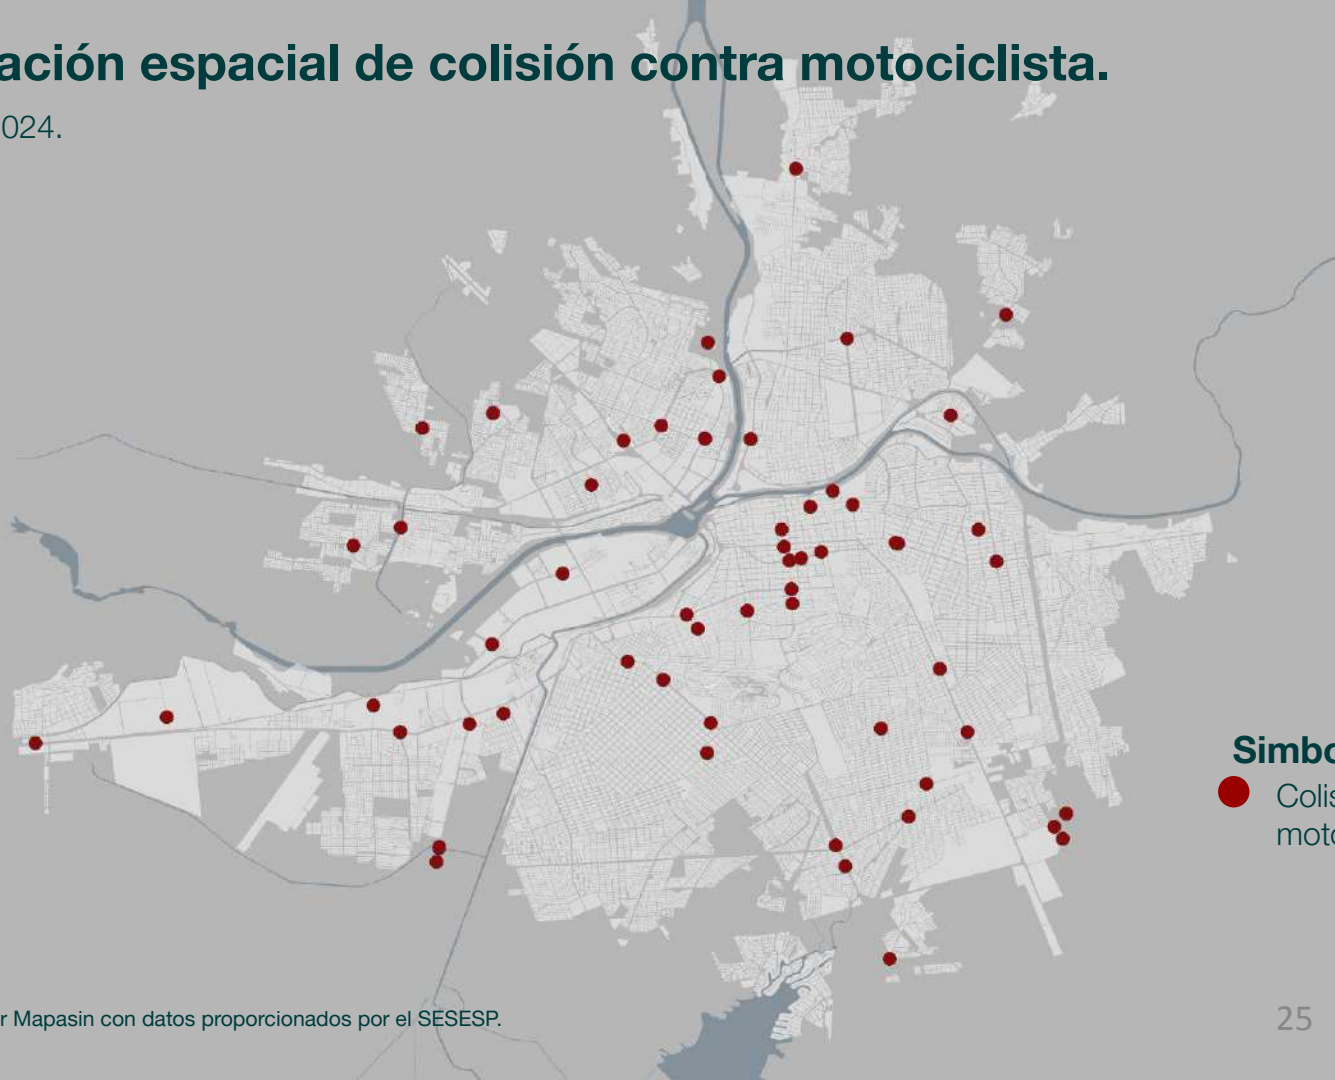 ación espacial de colisión contra motociclista.
024.
Simbo
Colis
moto
r Mapasin con datos proporcionados por el SESESP.
25